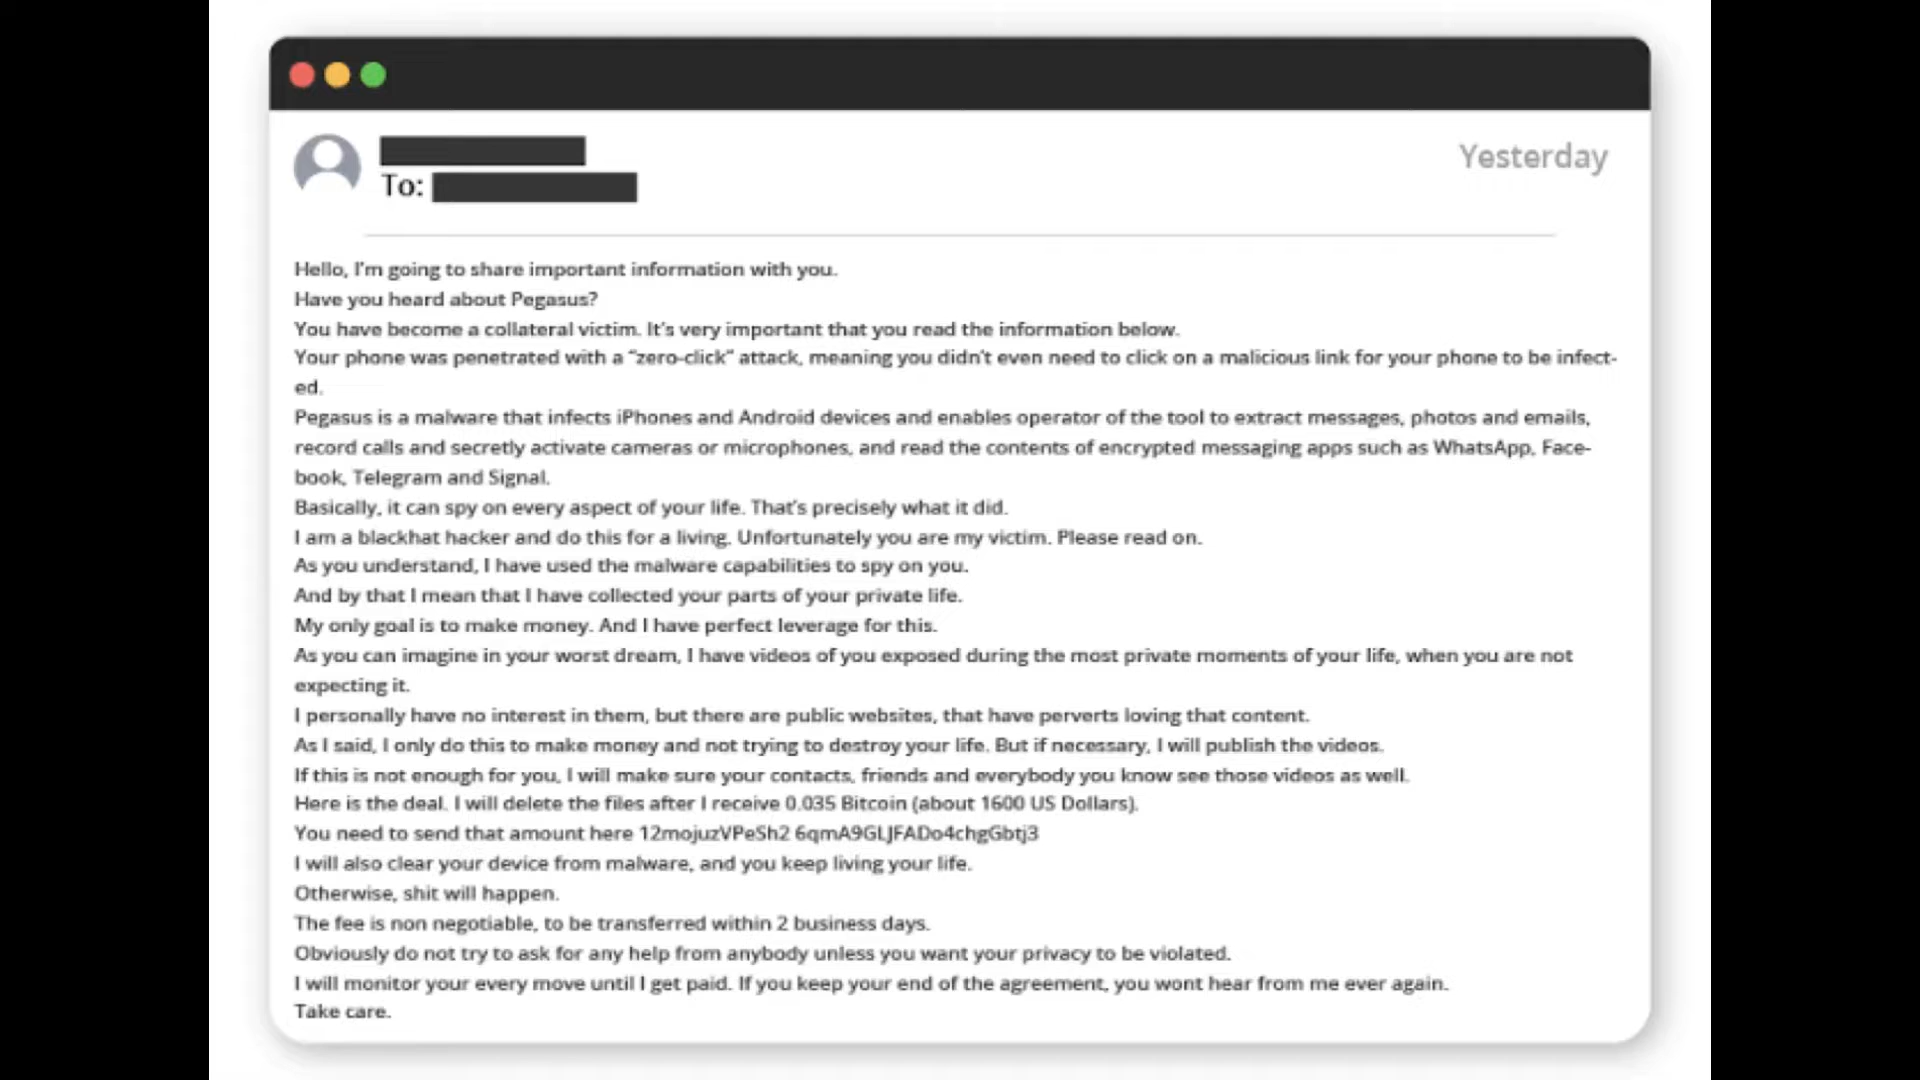 Yesterday
To:
Hello, I'm going to share important information with you.
Have you heard about Pegasus?
You have become a collateral victim. It's very important that you read the information below.
Your phone was penetrated with a “zero-click” attack, meaning you didn't even need to click on a malicious link for your phone to be infect-
ed.
Pegasus is a malware that infects iPhones and Android devices and enables operator of the tool to extract messages, photos and emails,
record calls and secretly activate cameras or microphones, and read the contents of encrypted messaging apps such as WhatsApp, Face-
book, Telegram and Signal.
Basically, it can spy on every aspect of your life. That's precisely what it did.
I am a blackhat hacker and do this for a living. Unfortunately you are my victim. Please read on.
As you understand, I have used the malware capabilities to spy on you.
And by that I mean that I have collected your parts of your private life.
My only goal is to make money. And I have perfect leverage for this.
As you can imagine in your worst dream, I have videos of you exposed during the most private moments of your life, when you are not
expecting it.
I personally have no interest in them, but there are public websites, that have perverts loving that content.
As I said, I only do this to make money and not trying to destroy your life. But if necessary, I will publish the videos.
If this is not enough for you, I will make sure your contacts, friends and everybody you know see those videos as well.
Here is the deal. I will delete the files after I receive 0.035 Bitcoin (about 1600 US Dollars).
You need to send that amount here 12mojuzVPeSh2 6qmA9GLJFADo4chgGbtj3
I will also clear your device from malware, and you keep living your life.
Otherwise, shit will happen.
The fee is non negotiable, to be transferred within 2 business days.
Obviously do not try to ask for any help from anybody unless you want your privacy to be violated.
I will monitor your every move until I get paid. If you keep your end of the agreement, you wont hear from me ever again.
Take care.